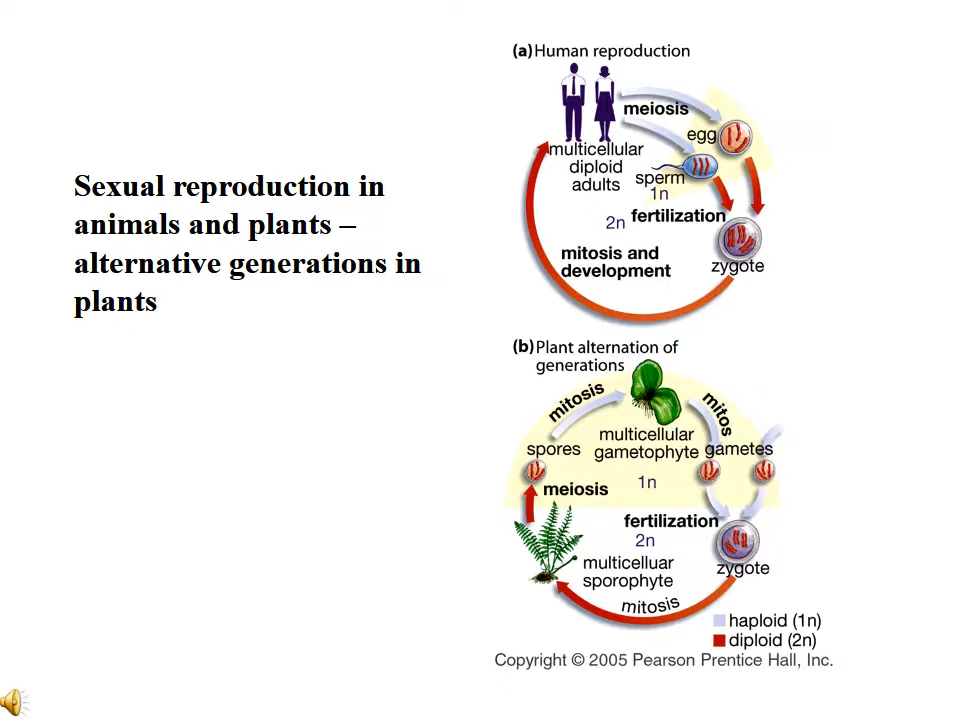 Sexual reproduction in
animals and plants –
alternative generations in
plants
(a) Human reproduction
meiosis
egg
multicellular
diploid
adults
sperm
1n
2n
fertilization
mitosis and
development
zygote
(b) Plant alternation of
generations
mitosis
mitos
multicellular
gametophyte
spores
gametes
1n
meiosis
fertilization
2n
multicelluar
sporophyte
zygote
mitosis
haploid (1n)
diploid (2n)
Copyright © 2005 Pearson Prentice Hall, Inc.